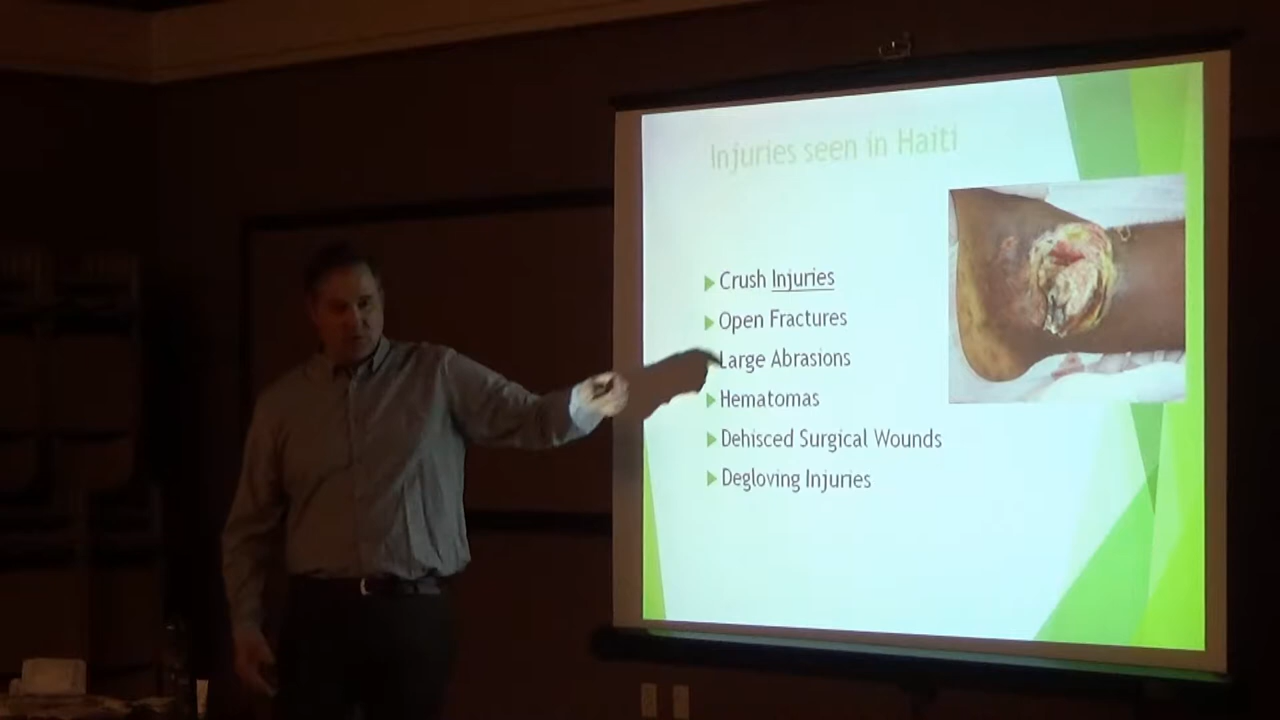 Injuries seen in Haiti
Crush Injuries
Open Fractures
Large Abrasions
Hematomas
Dehisced Surgical Wounds
Degloving Injuries